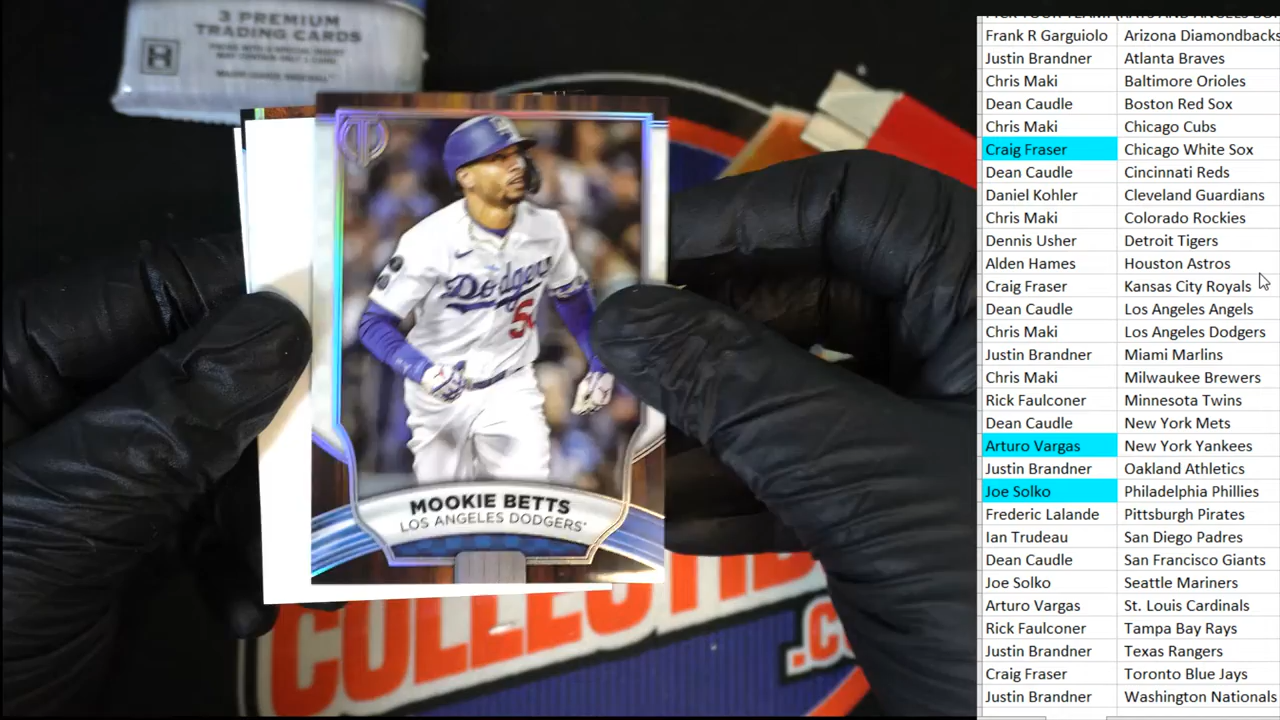 3 PREMIUM
TRADING CARDS
MAJOR LEAGUE BASEBALL
Dodgers
MOOKIE BETTS
LOS ANGELES DODGERS
COLLECTIB
.C
Frank R Garguiolo Arizona Diamondbacks
Justin Brandner Atlanta Braves
Chris Maki Baltimore Orioles
Dean Caudle Boston Red Sox
Chris Maki Chicago Cubs
Craig Fraser Chicago White Sox
Dean Caudle Cincinnati Reds
Daniel Kohler Cleveland Guardians
Chris Maki Colorado Rockies
Dennis Usher Detroit Tigers
Alden Hames Houston Astros
Craig Fraser Kansas City Royals
Dean Caudle Los Angeles Angels
Chris Maki Los Angeles Dodgers
Justin Brandner Miami Marlins
Chris Maki Milwaukee Brewers
Rick Faulconer Minnesota Twins
Dean Caudle New York Mets
Arturo Vargas New York Yankees
Justin Brandner Oakland Athletics
Joe Solko Philadelphia Phillies
Frederic Lalande Pittsburgh Pirates
Ian Trudeau San Diego Padres
Dean Caudle San Francisco Giants
Joe Solko Seattle Mariners
Arturo Vargas St. Louis Cardinals
Rick Faulconer Tampa Bay Rays
Justin Brandner Texas Rangers
Craig Fraser Toronto Blue Jays
Justin Brandner Washington Nationals